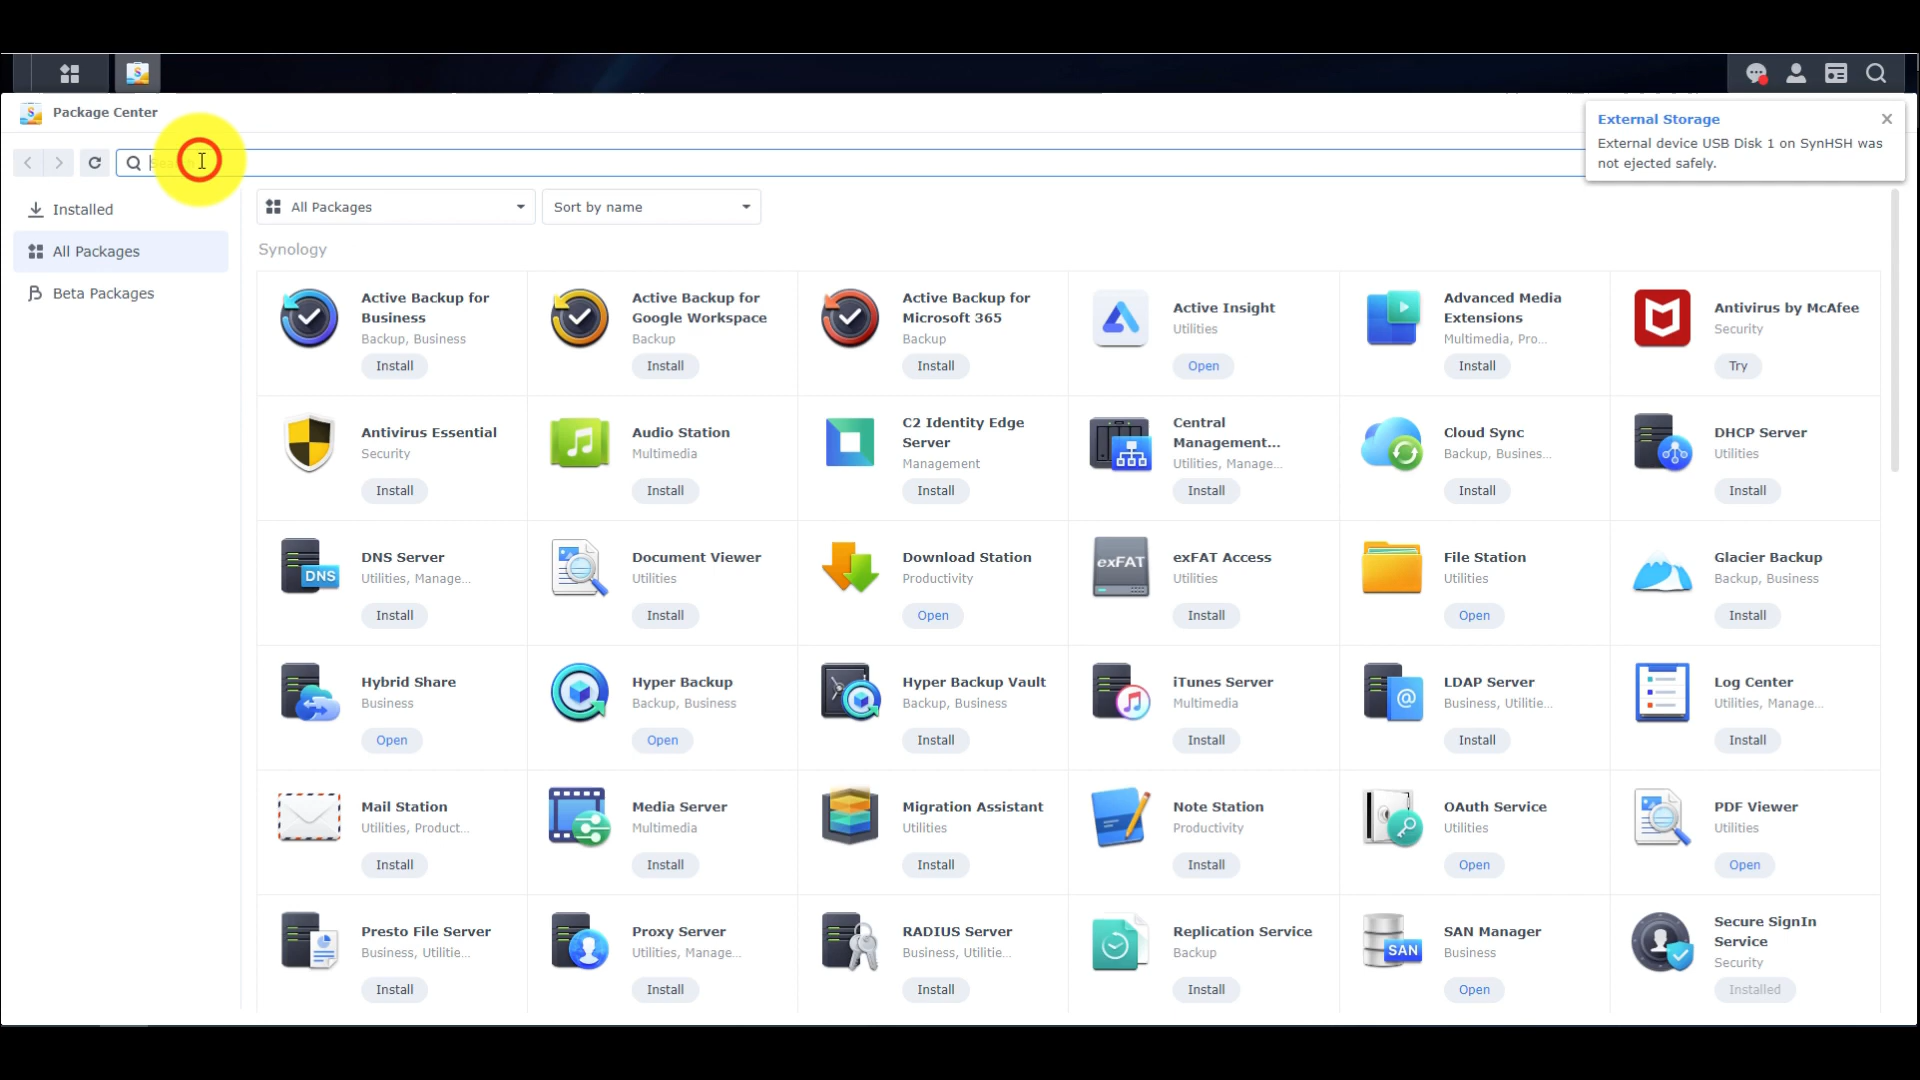 Package Center
External Storage
External device USB Disk 1 on SynHSH was
not ejected safely.
Installed
All Packages
Beta Packages
All Packages
Sort by name
Synology
Active Backup for
Business
Backup, Business
Install
Active Backup for
Google Workspace
Backup
Install
Active Backup for
Microsoft 365
Backup
Install
Active Insight
Utilities
Open
Advanced Media
Extensions
Multimedia, Pro...
Install
Antivirus by McAfee
Security
Try
Antivirus Essential
Security
Install
Audio Station
Multimedia
Install
C2 Identity Edge
Server
Management
Install
Central
Management...
Utilities, Manage...
Install
Cloud Sync
Backup, Busines...
Install
DHCP Server
Utilities
Install
DNS
DNS Server
Utilities, Manage...
Install
Document Viewer
Utilities
Install
Download Station
Productivity
Open
exFAT
exFAT Access
Utilities
Install
File Station
Utilities
Open
Glacier Backup
Backup, Business
Install
Hybrid Share
Business
Open
Hyper Backup
Backup, Business
Open
Hyper Backup Vault
Backup, Business
Install
iTunes Server
Multimedia
Install
LDAP Server
Business, Utilitie...
Install
Log Center
Utilities, Manage...
Install
Mail Station
Utilities, Product...
Install
Media Server
Multimedia
Install
Migration Assistant
Utilities
Install
Note Station
Productivity
Install
OAuth Service
Utilities
Open
PDF Viewer
Utilities
Open
Presto File Server
Business, Utilitie...
Install
Proxy Server
Utilities, Manage...
Install
RADIUS Server
Business, Utilitie...
Install
Replication Service
Backup
Install
SAN
SAN Manager
Business
Open
Secure SignIn
Service
Security
Installed